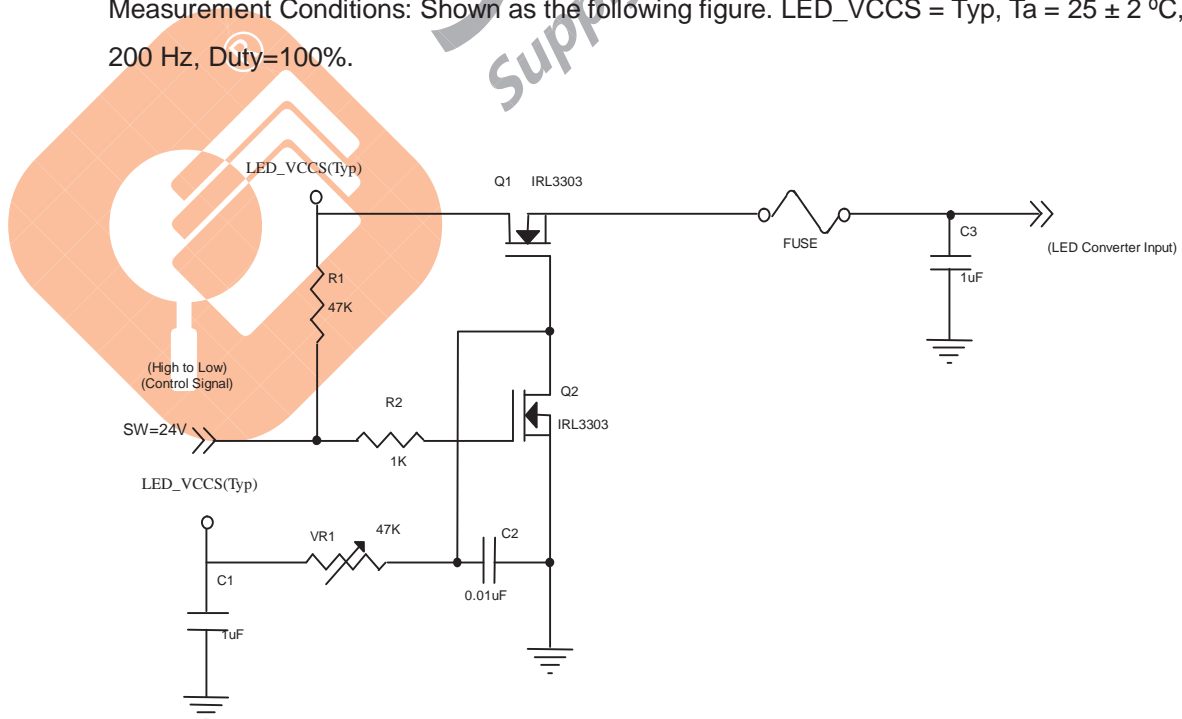 Measurement Conditions: Shown as the following figure. LED_VCCS = Typ, Ta = 25 ± 2 ºC,
200 Hz, Duty=100%.
LED_VCCS(Typ)
Q1 IRL3303
FUSE
C3
1uF
(LED Converter Input)
R1
47K
(High to Low)
(Control Signal)
SW=24V
R2
1K
Q2
IRL3303
LED_VCCS(Typ)
VR1
47K
C2
0.01uF
C1
1uF
®